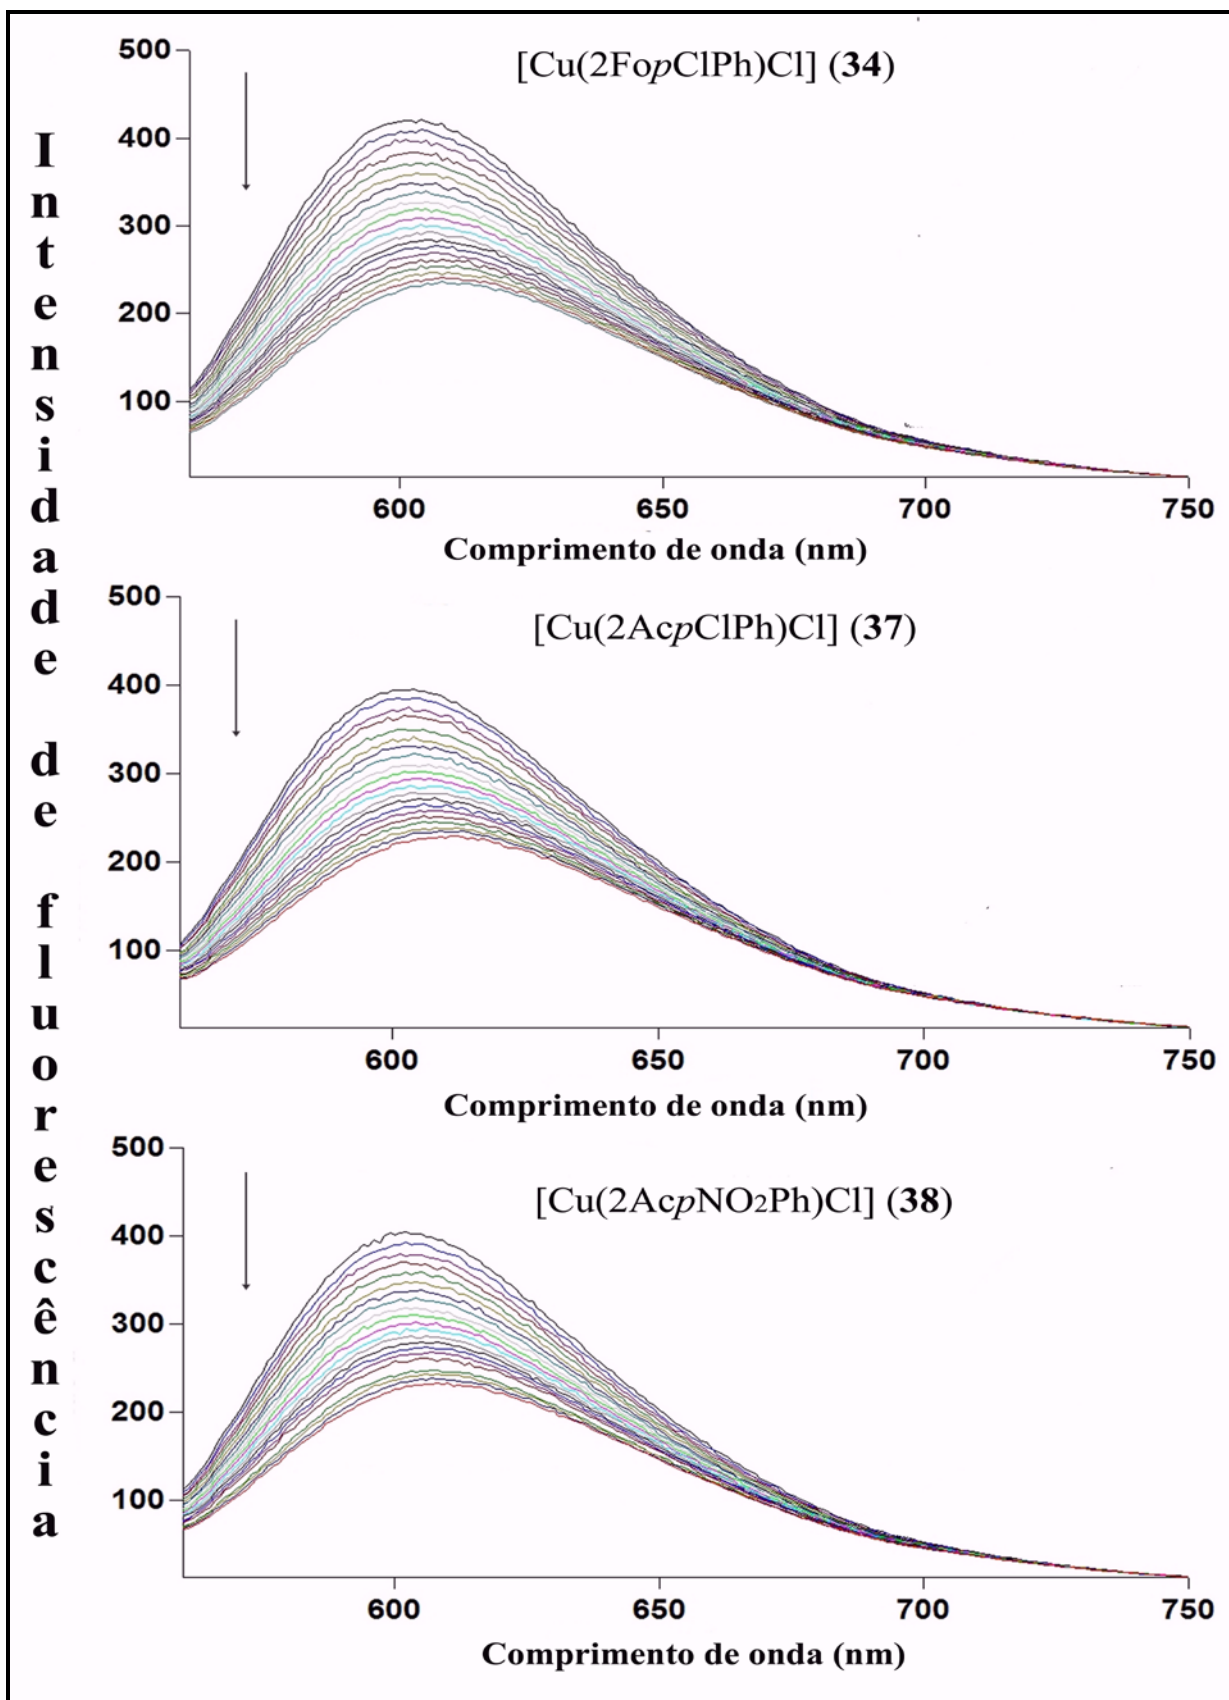 Intensidade de fluorescência
[Cu(2FopClPh)Cl] (34)
500
400
300
200
100
600 650 700 750
Comprimento de onda (nm)
[Cu(2AcpClPh)Cl] (37)
500
400
300
200
100
600 650 700 750
Comprimento de onda (nm)
[Cu(2AcpNO2Ph)Cl] (38)
500
400
300
200
100
600 650 700 750
Comprimento de onda (nm)